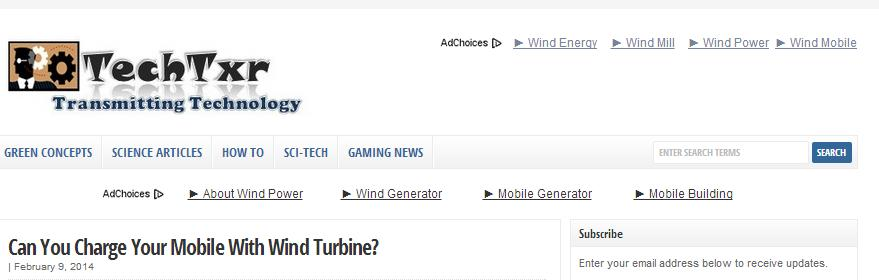 AdChoices ► Wind Energy ► Wind Mill ► Wind Power ► Wind Mobile
TechTxr
Transmitting Technology
GREEN CONCEPTS SCIENCE ARTICLES HOW TO SCI-TECH GAMING NEWS ENTER SEARCH TERMS SEARCH
AdChoices ► About Wind Power ► Wind Generator ► Mobile Generator ► Mobile Building
Can You Charge Your Mobile With Wind Turbine?
| February 9, 2014
Subscribe
Enter your email address below to receive updates.